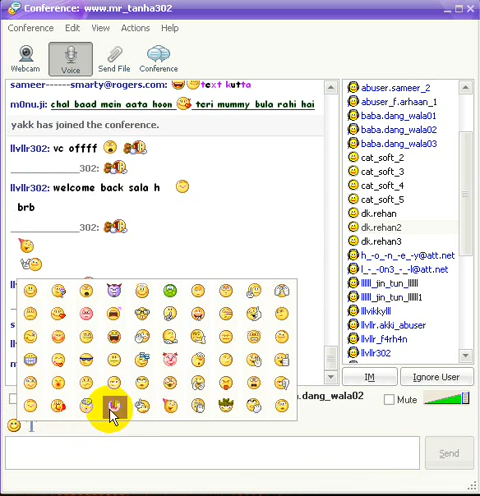 Conference: www.mr_tanha302
Conference Edit View Actions Help
Webcam Voice Send File Conference
sameer------smarty@rogers.com: text kutta
m0nu.ji: chal baad mein aata hoon teri mummy bula rahi hai
yakk has joined the conference.
llvllr302: vc offff
____________302:
llvllr302: welcome back sala h
brb
____________302:
abuser.sameer_2
abuser_f.arhaan_1
baba.dang_wala01
baba.dang_wala02
baba.dang_wala03
cat_soft_2
cat_soft_3
cat_soft_4
cat_soft_5
dk.rehan
dk.rehan2
dk.rehan3
h_-o_-n_-e_-y@att.net
l_-_-0n3_-_-l@att.net
lllll_jin_tun_lllll
lllll_jin_tun_lllll1
lllvikkylll
llvllr.akki_abuser
llvllr_f4rh4n
llvllr302
IM Ignore User
a.dang_wala02
Mute
Send